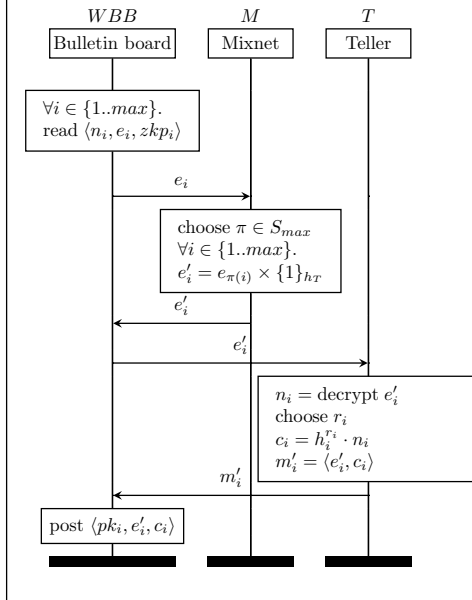 WBB M T
Bulletin board Mixnet Teller
∀i ∈ {1..max}.
read ⟨n_i, e_i, zkp_i⟩
e_i
choose π ∈ S_max
∀i ∈ {1..max}.
e'_i = e_π(i) × {1}_h_T
e'_i
e'_i
n_i = decrypt e'_i
choose r_i
c_i = h_i^r_i · n_i
m'_i = ⟨e'_i, c_i⟩
m'_i
post ⟨pk_i, e'_i, c_i⟩